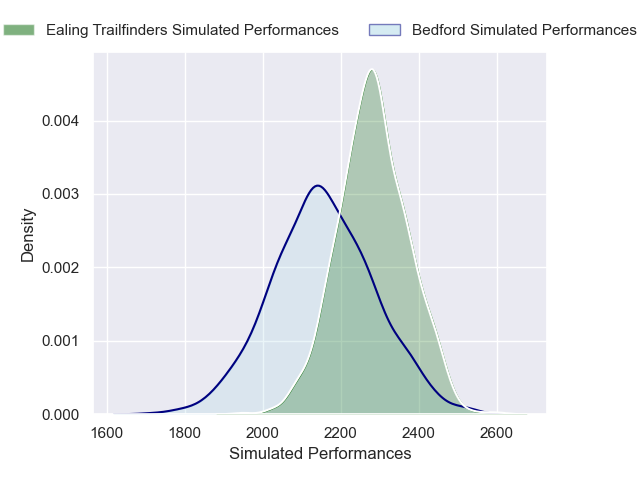 Ealing Trailfinders Simulated Performances
Bedford Simulated Performances
0.004
0.003
0.002
0.001
0.000
Density
1600 1800 2000 2200 2400 2600
Simulated Performances